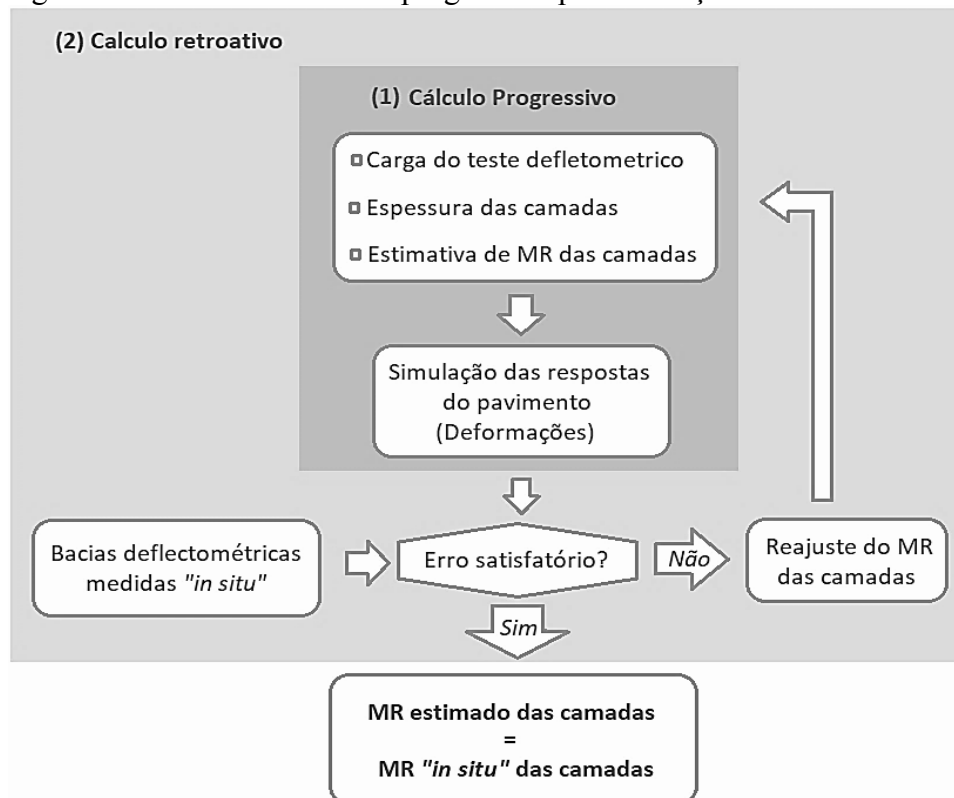 (2) Calculo retroativo
(1) Cálculo Progressivo
Carga do teste defletometrico
Espessura das camadas
Estimativa de MR das camadas
Simulação das respostas
do pavimento
(Deformações)
Bacias deflectométricas
medidas "in situ"
Erro satisfatório?
Não
Reajuste do MR
das camadas
Sim
MR estimado das camadas
=
MR "in situ" das camadas